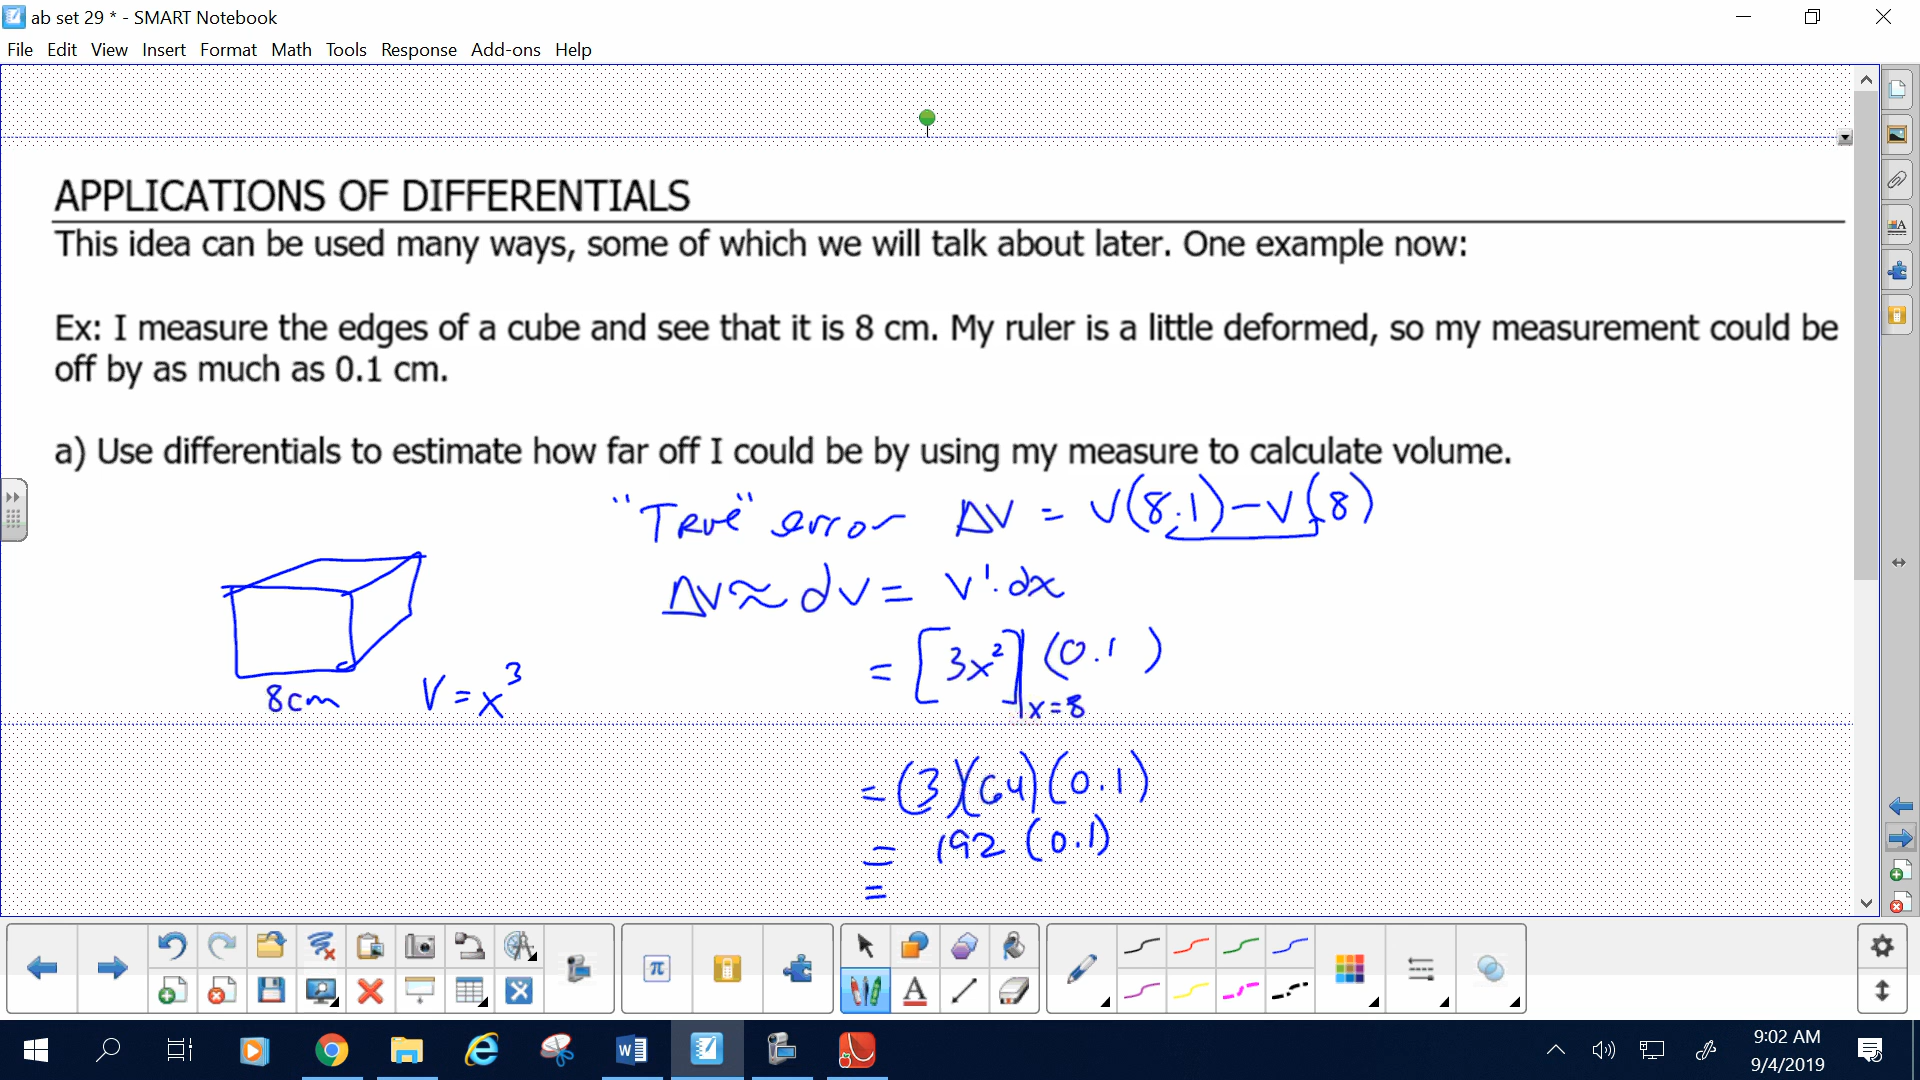 ab set 29 * - SMART Notebook
File Edit View Insert Format Math Tools Response Add-ons Help
APPLICATIONS OF DIFFERENTIALS
This idea can be used many ways, some of which we will talk about later. One example now:
Ex: I measure the edges of a cube and see that it is 8 cm. My ruler is a little deformed, so my measurement could be
off by as much as 0.1 cm.
a) Use differentials to estimate how far off I could be by using my measure to calculate volume.
"True" error ΔV = V(8.1) - V(8)
ΔV ≈ dV = V'·dx
= [3x²]|x=8 (0.1)
8cm
V = x³
= (3)(64)(0.1)
= 192 (0.1)
=
π
A
9:02 AM
9/4/2019